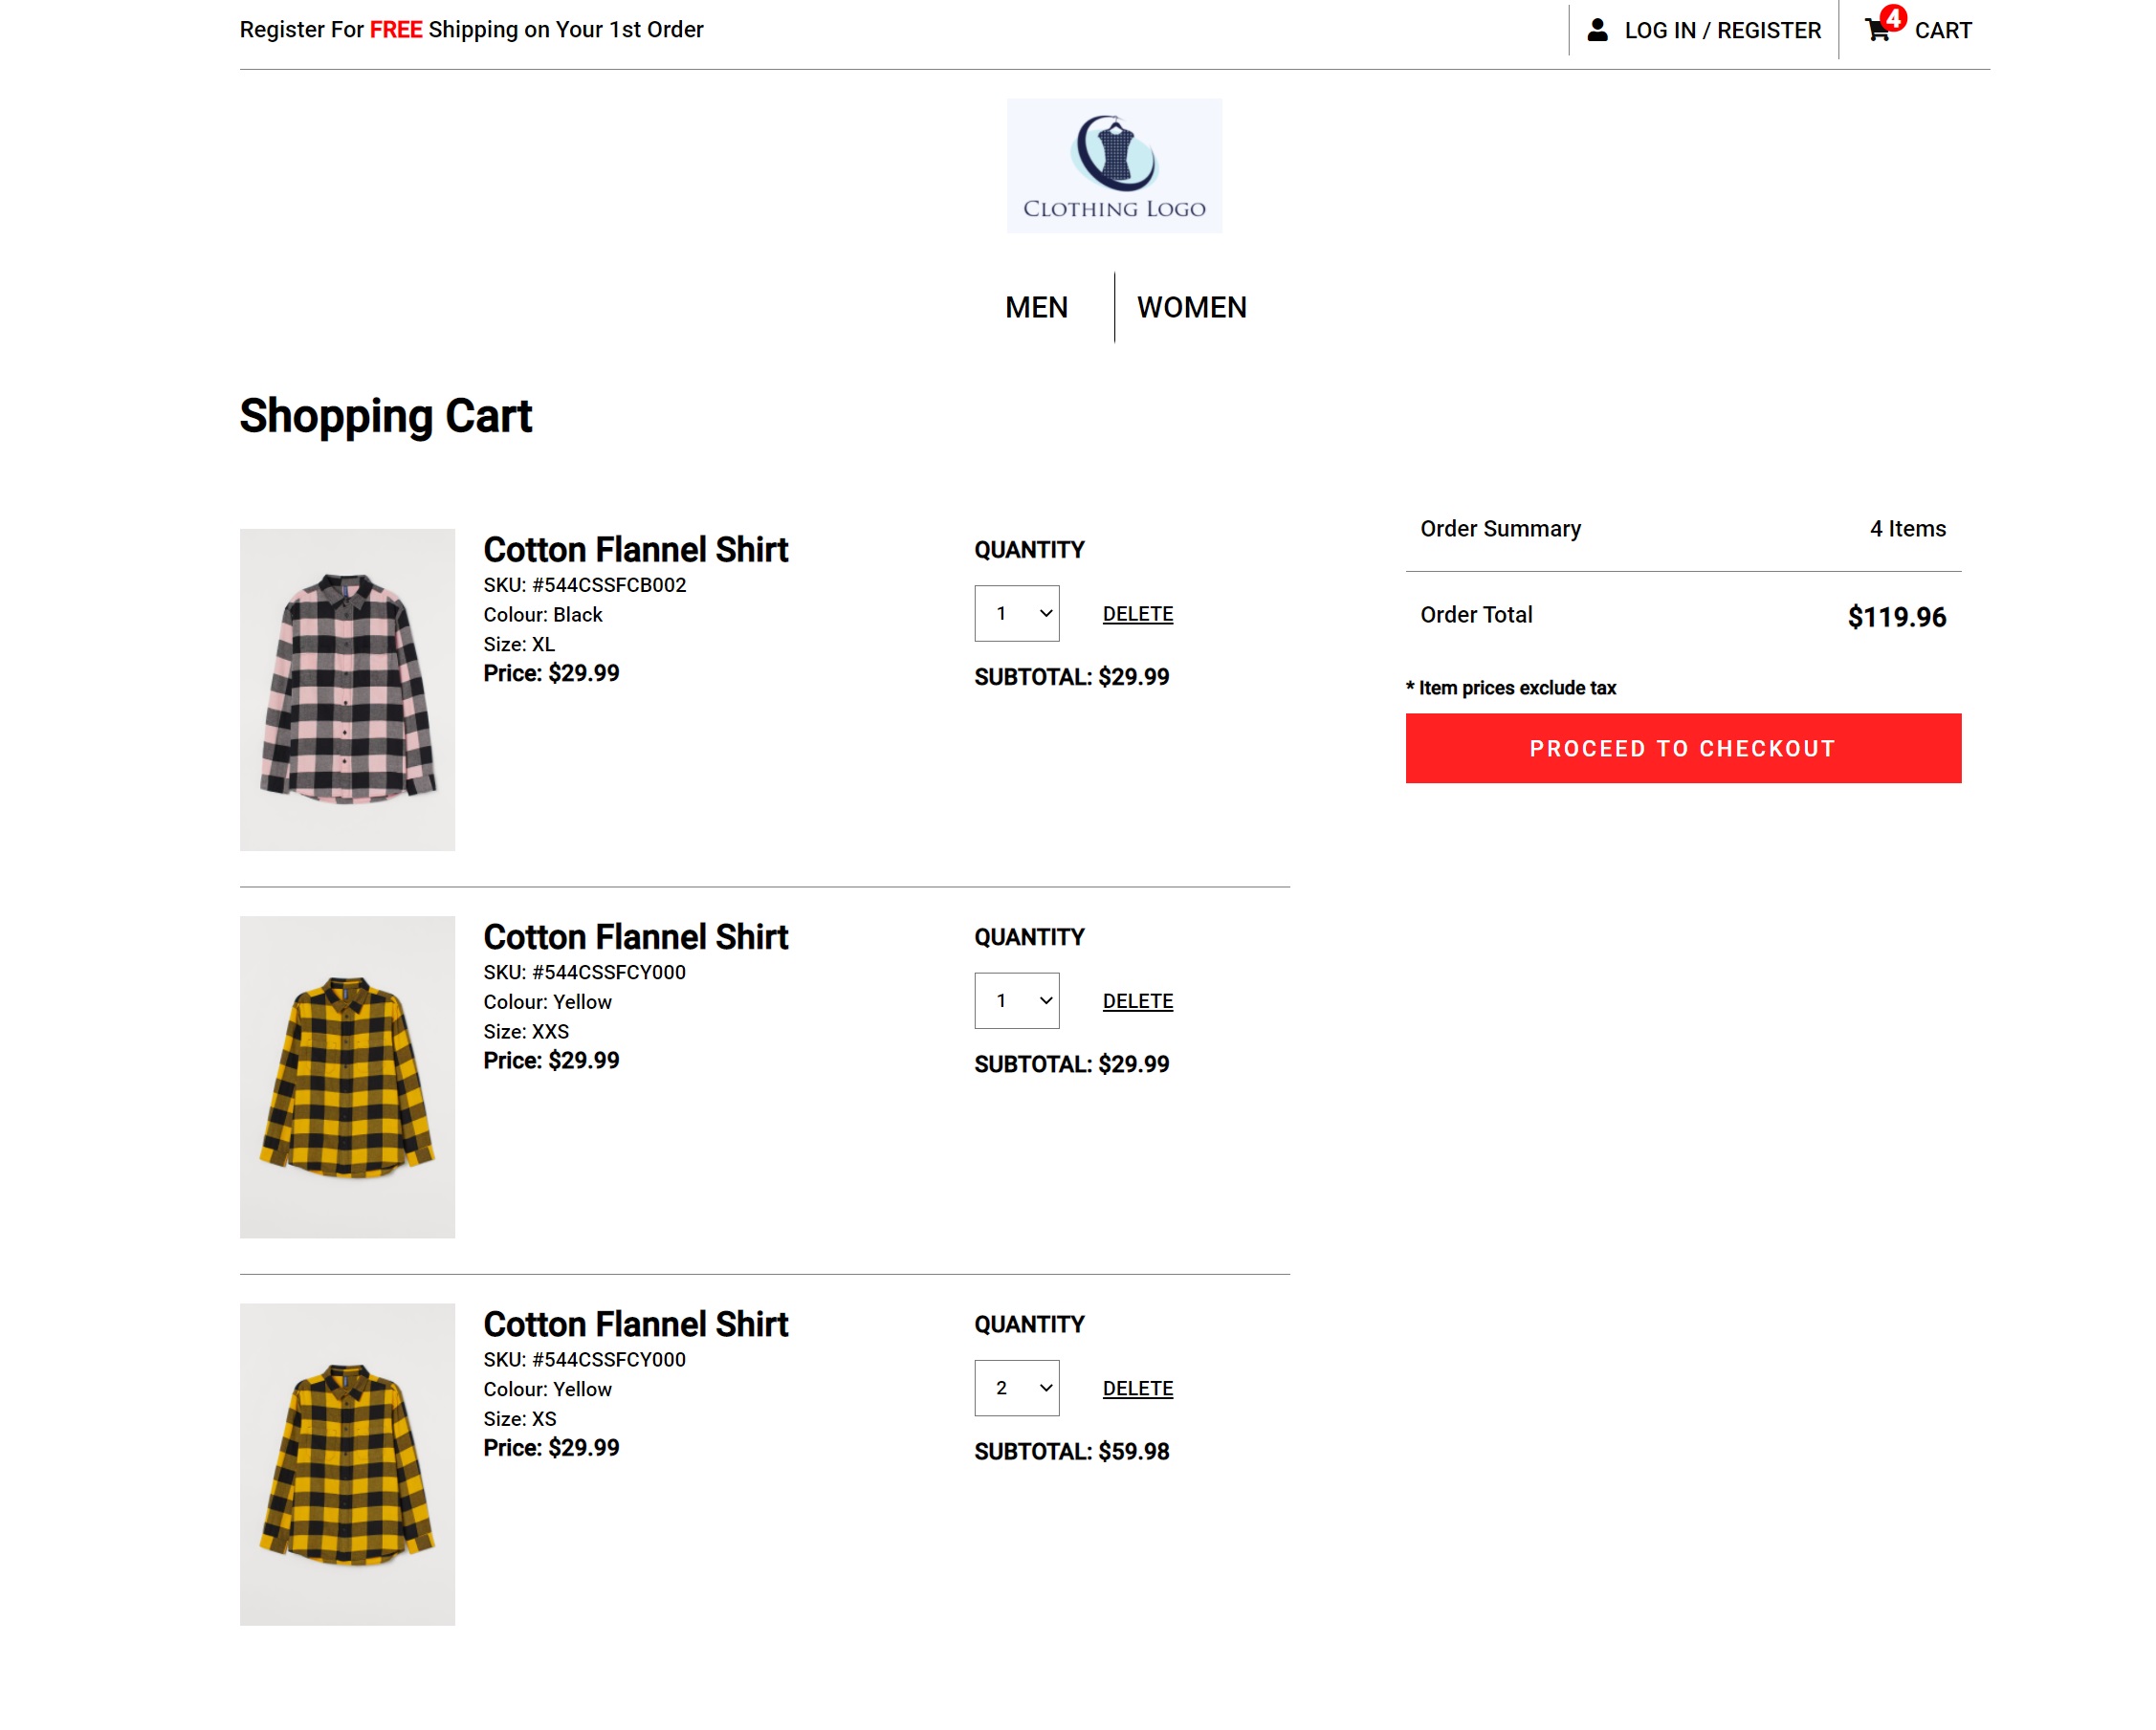 Register For FREE Shipping on Your 1st Order
LOG IN / REGISTER
4
CART
CLOTHING LOGO
MEN
WOMEN
Shopping Cart
Cotton Flannel Shirt
SKU: #544CSSFCB002
Colour: Black
Size: XL
Price: $29.99
QUANTITY
1
DELETE
SUBTOTAL: $29.99
Order Summary
4 Items
Order Total
$119.96
* Item prices exclude tax
PROCEED TO CHECKOUT
Cotton Flannel Shirt
SKU: #544CSSFCY000
Colour: Yellow
Size: XXS
Price: $29.99
QUANTITY
1
DELETE
SUBTOTAL: $29.99
Cotton Flannel Shirt
SKU: #544CSSFCY000
Colour: Yellow
Size: XS
Price: $29.99
QUANTITY
2
DELETE
SUBTOTAL: $59.98